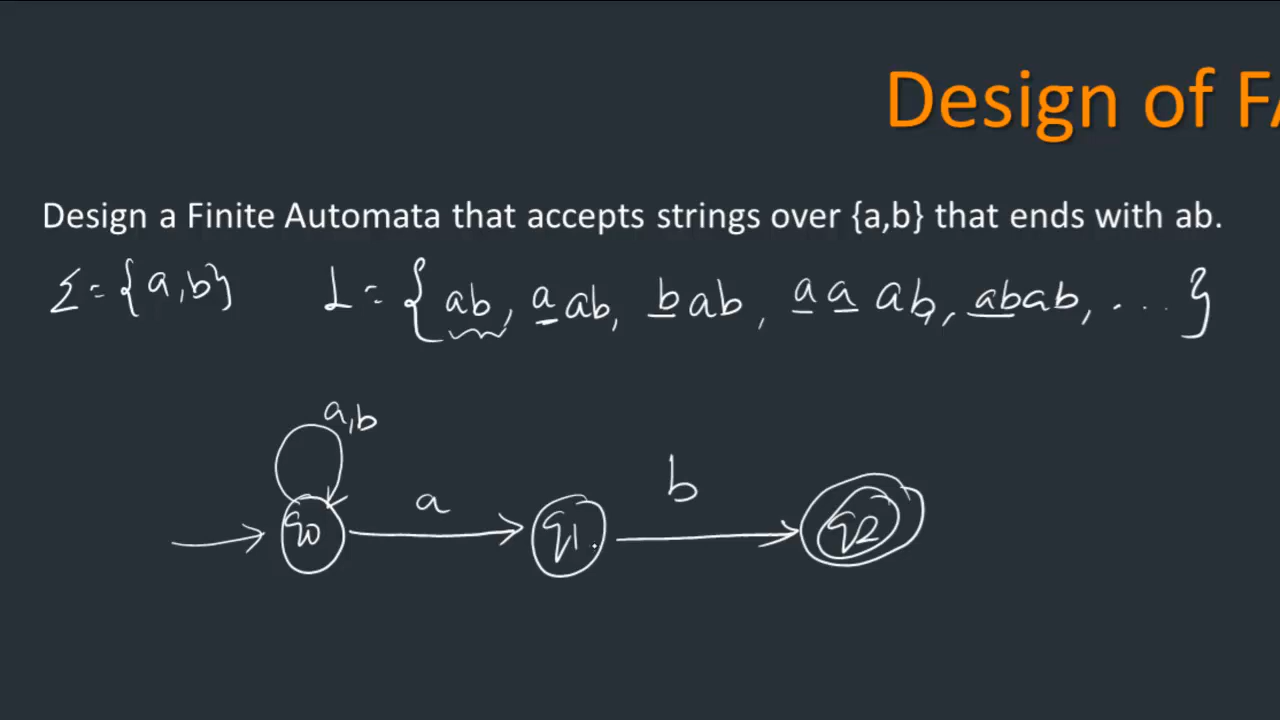 Design of FA
Design a Finite Automata that accepts strings over {a,b} that ends with ab.
Σ = {a,b} L = {ab, aab, bab, aaab, abab, ...}
a,b
a b
q0 q1 q2